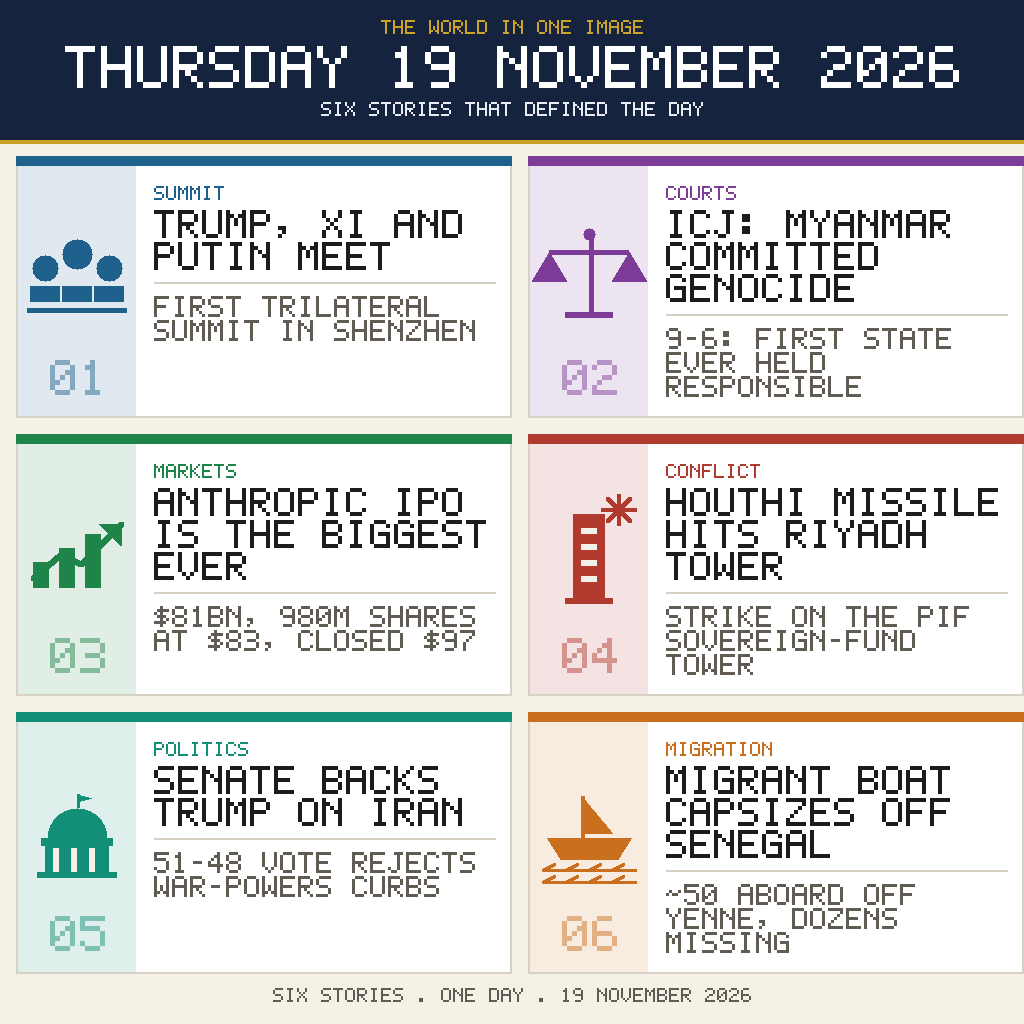 THE WORLD IN ONE IMAGE
THURSDAY 19 NOVEMBER 2026
SIX STORIES THAT DEFINED THE DAY
SUMMIT
TRUMP, XI AND
PUTIN MEET
FIRST TRILATERAL
SUMMIT IN SHENZHEN
01
COURTS
ICJ: MYANMAR
COMMITTED
GENOCIDE
9-6: FIRST STATE
EVER HELD
RESPONSIBLE
02
MARKETS
ANTHROPIC IPO
IS THE BIGGEST
EVER
$81BN, 980M SHARES
AT $83, CLOSED $97
03
CONFLICT
HOUTHI MISSILE
HITS RIYADH
TOWER
STRIKE ON THE PIF
SOVEREIGN-FUND
TOWER
04
POLITICS
SENATE BACKS
TRUMP ON IRAN
51-48 VOTE REJECTS
WAR-POWERS CURBS
05
MIGRATION
MIGRANT BOAT
CAPSIZES OFF
SENEGAL
~50 ABOARD OFF
YENNE, DOZENS
MISSING
06
SIX STORIES . ONE DAY . 19 NOVEMBER 2026